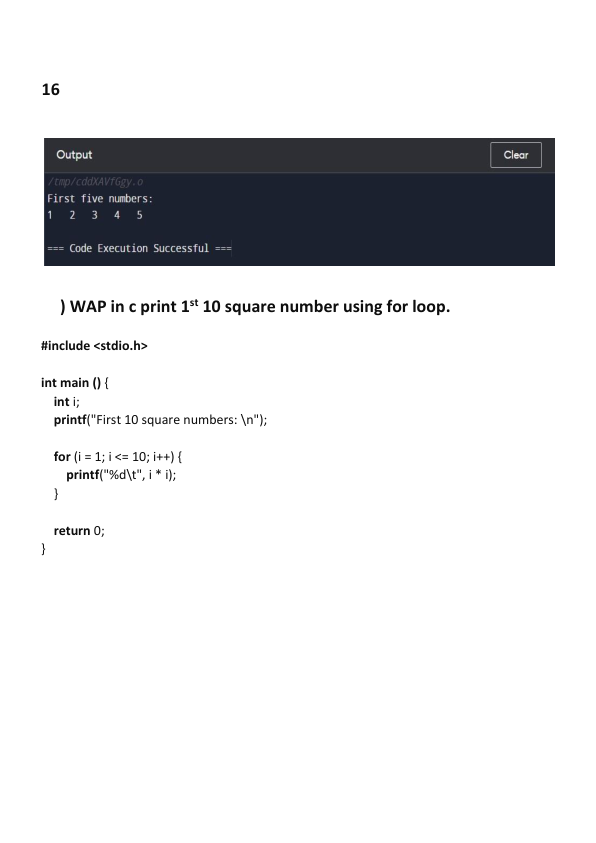 16
Output Clear
/tmp/cddXAVfGgy.o
First five numbers:
1 2 3 4 5
=== Code Execution Successful ===
) WAP in c print 1st 10 square number using for loop.
#include <stdio.h>
int main () {
int i;
printf("First 10 square numbers: \n");
for (i = 1; i <= 10; i++) {
printf("%d\t", i * i);
}
return 0;
}